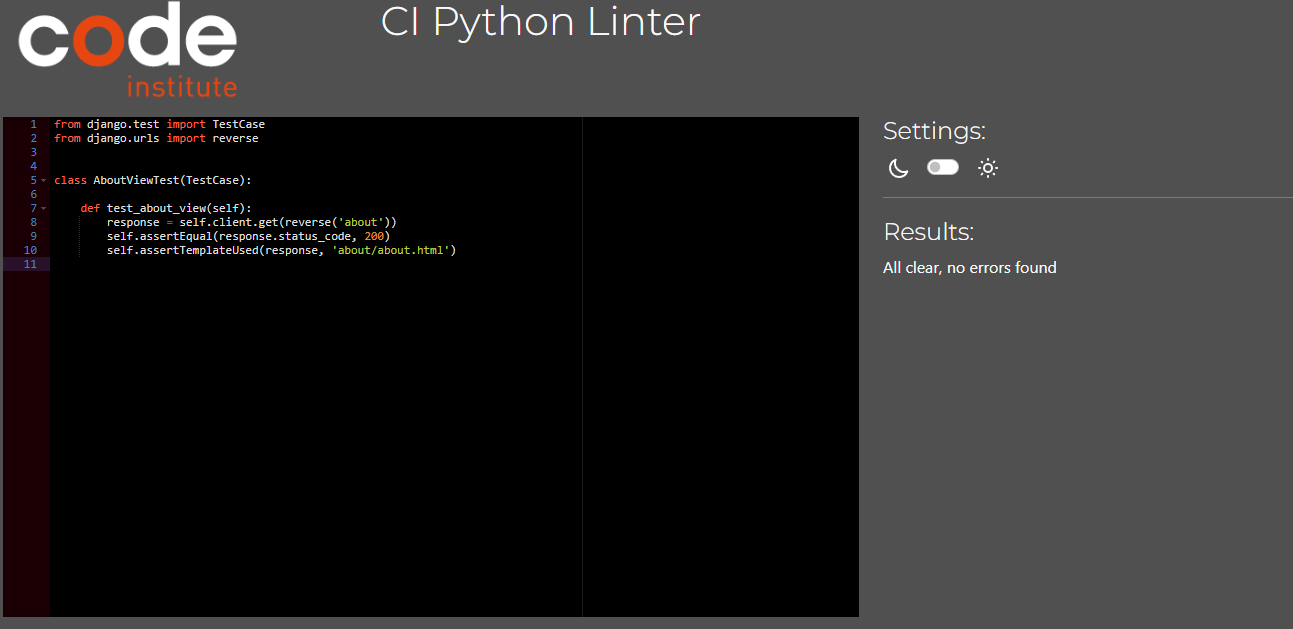 code
institute
CI Python Linter
1 from django.test import TestCase
2 from django.urls import reverse
3
4
5 class AboutViewTest(TestCase):
6
7     def test_about_view(self):
8         response = self.client.get(reverse('about'))
9         self.assertEqual(response.status_code, 200)
10         self.assertTemplateUsed(response, 'about/about.html')
11
Settings:
Results:
All clear, no errors found